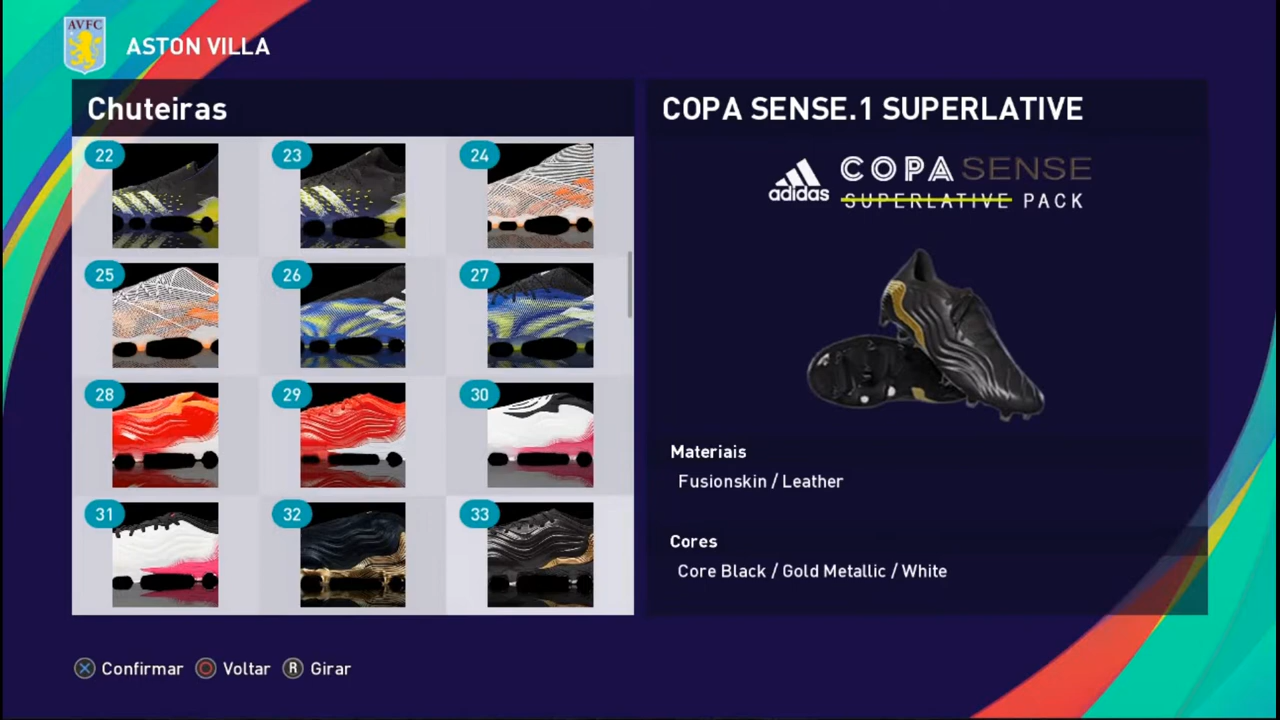 AVFC
ASTON VILLA
Chuteiras
22
23
24
25
26
27
28
29
30
31
32
33
COPA SENSE.1 SUPERLATIVE
adidas
COPA SENSE
SUPERLATIVE PACK
Materiais
Fusionskin / Leather
Cores
Core Black / Gold Metallic / White
Confirmar
Voltar
R Girar